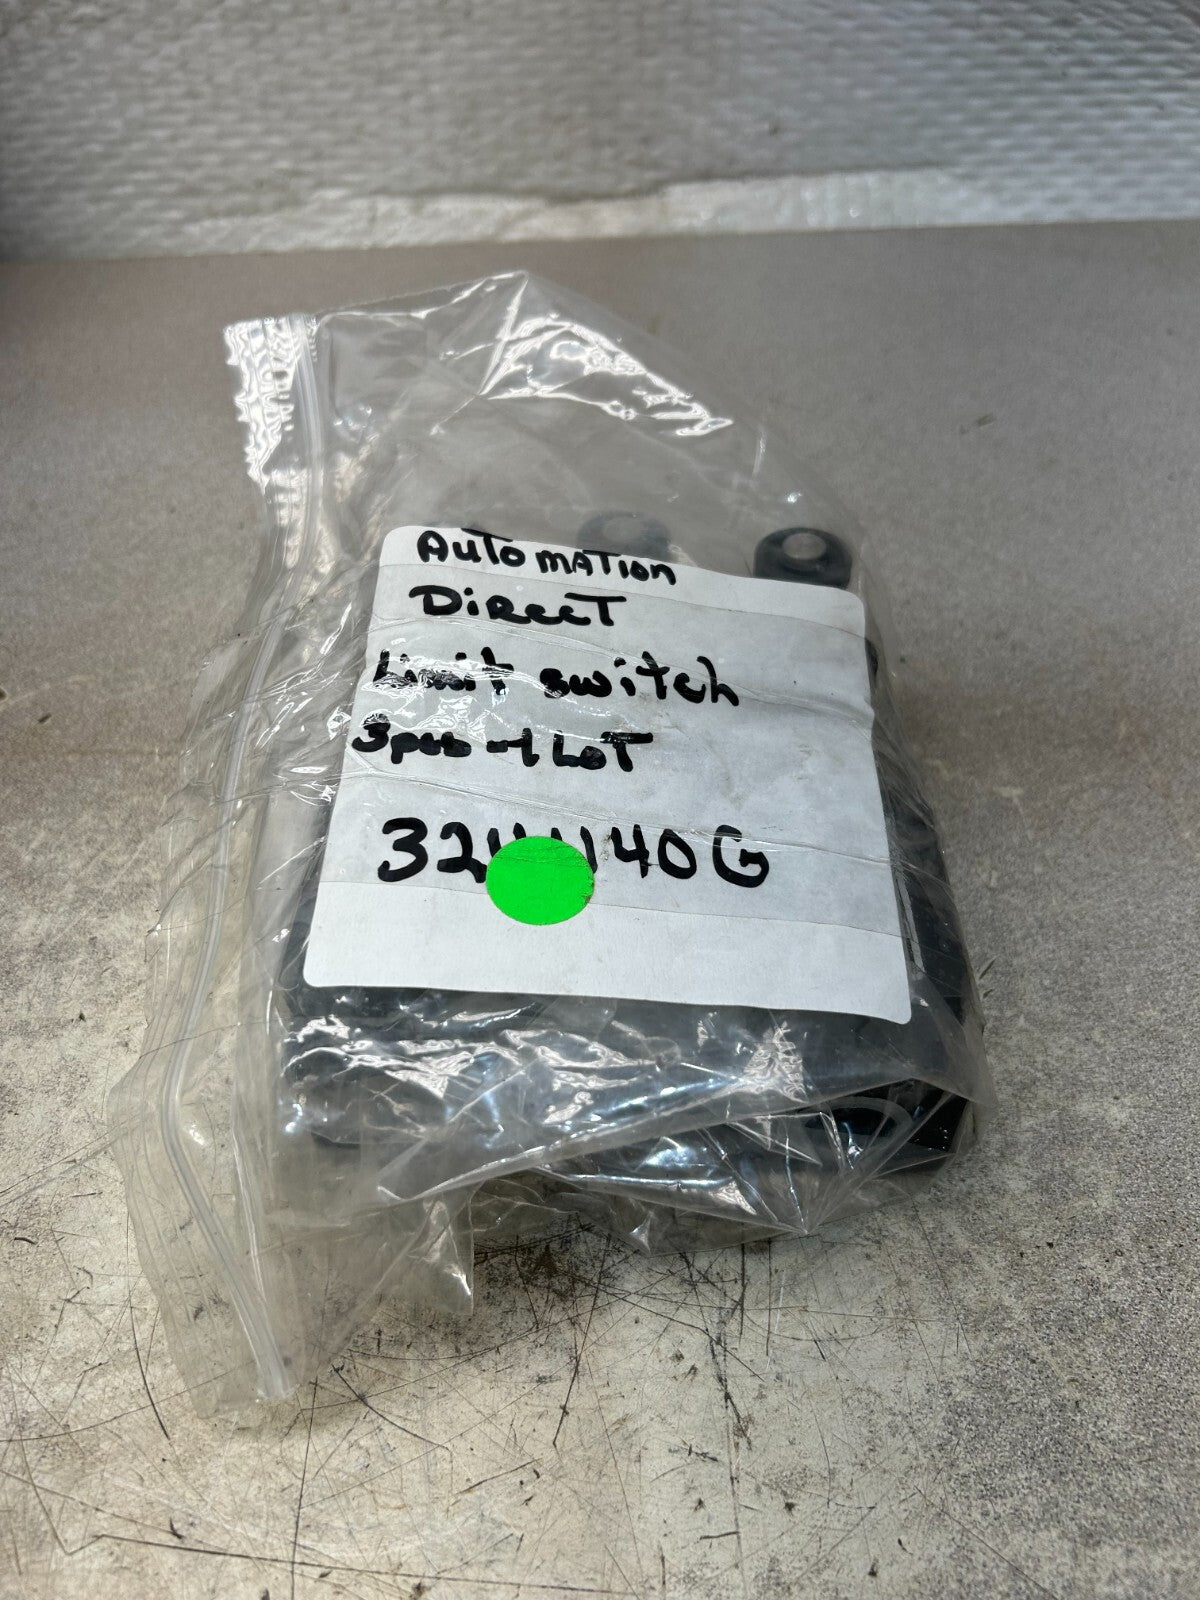 AutomATion
DiRecT
Limit switch
3pcs -1 LoT